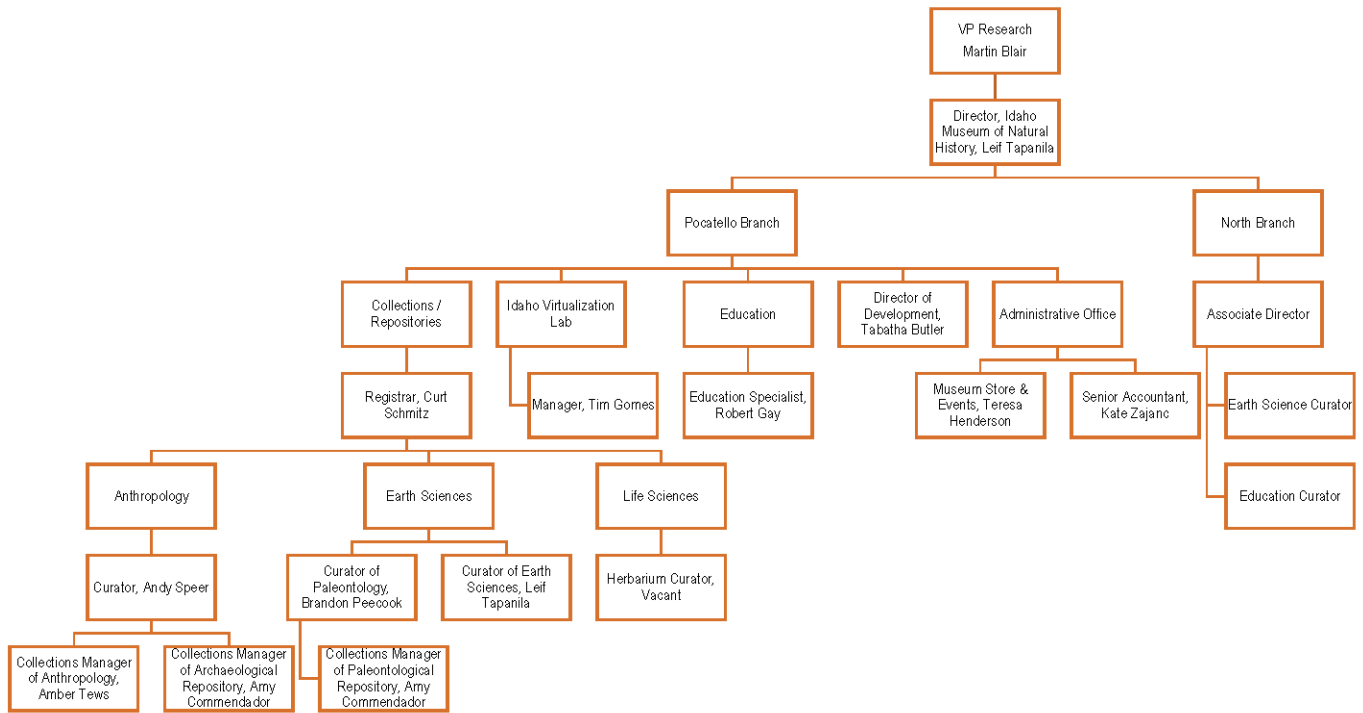 VP Research
Martin Blair
Director, Idaho
Museum of Natural
History, Leif Tapanila
Pocatello Branch
North Branch
Collections /
Repositories
Idaho Virtualization
Lab
Education
Director of
Development,
Tabatha Butler
Administrative Office
Associate Director
Registrar, Curt
Schmitz
Manager, Tim Gomes
Education Specialist,
Robert Gay
Museum Store &
Events, Teresa
Henderson
Senior Accountant,
Kate Zajanc
Earth Science Curator
Anthropology
Earth Sciences
Life Sciences
Education Curator
Curator, Andy Speer
Curator of
Paleontology,
Brandon Peecook
Curator of Earth
Sciences, Leif
Tapanila
Herbarium Curator,
Vacant
Collections Manager
of Anthropology,
Amber Tews
Collections Manager
of Archaeological
Repository, Amy
Commendador
Collections Manager
of Paleontological
Repository, Amy
Commendador